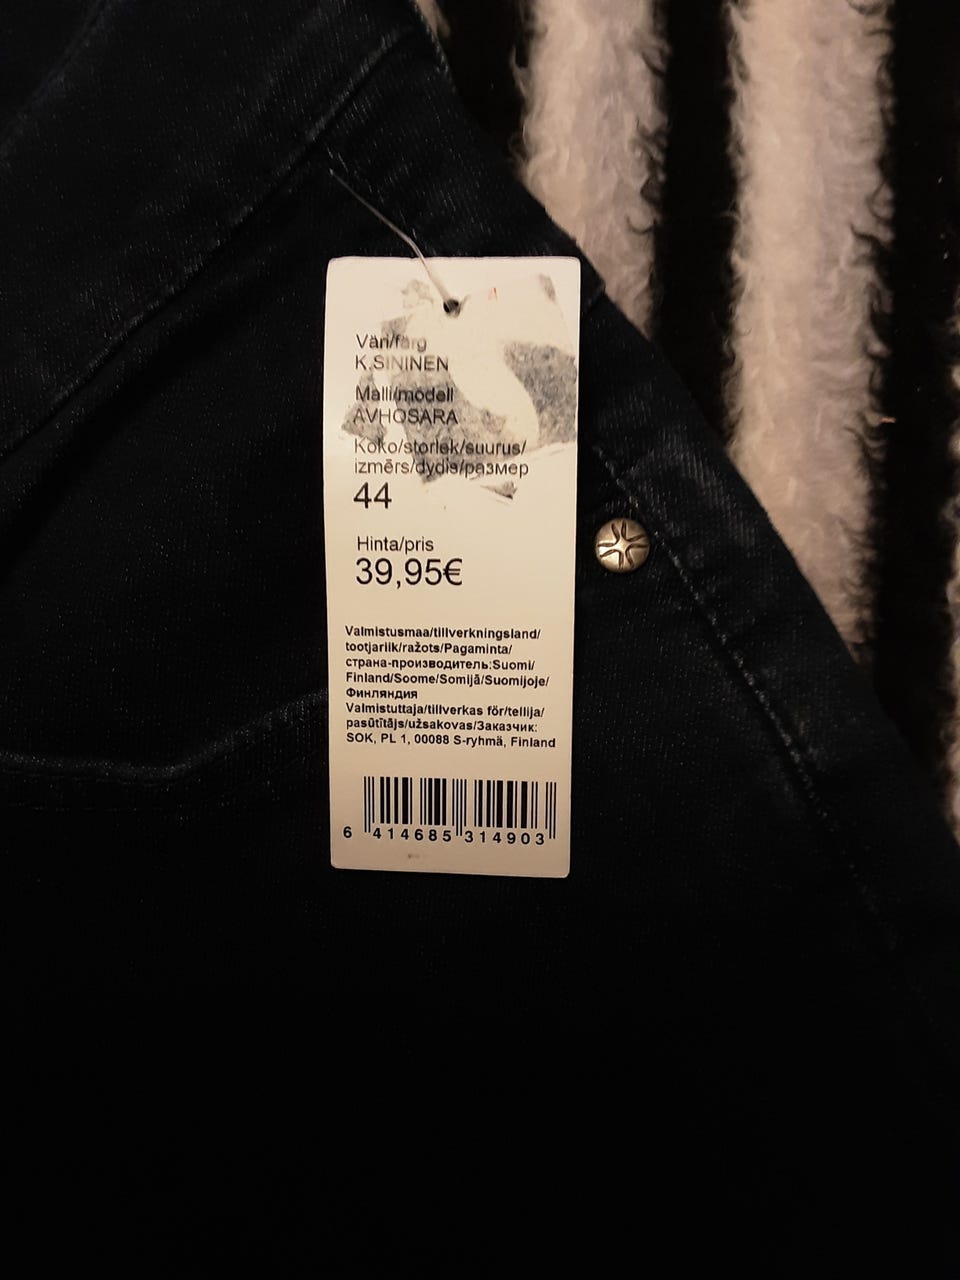 Väri/färg
K.SININEN
Malli/modell
AVHOSARA
Koko/storlek/suurus/
izmērs/dydis/размер
44
Hinta/pris
39,95€
Valmistusmaa/tillverkningsland/
tootjariik/ražots/Pagaminta/
страна-производитель:Suomi/
Finland/Soome/Somijā/Suomijoje/
Финляндия
Valmistuttaja/tillverkas för/tellija/
pasūtītājs/užsakovas/Заказчик:
SOK, PL 1, 00088 S-ryhmä, Finland
6 414685 314903